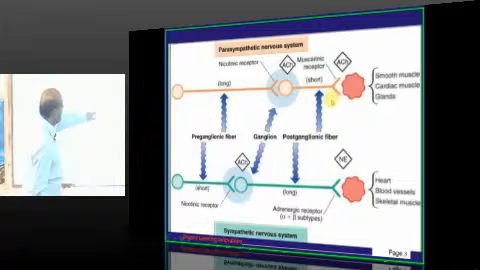 Parasympathetic nervous system
Nicotinic receptor
ACh
Muscarinic
receptor
ACh
(long)
(short)
Smooth muscle
Cardiac muscle
Glands
Preganglionic fiber
Ganglion
Postganglionic fiber
ACh
NE
(short)
(long)
Heart
Blood vessels
Skeletal muscle
Nicotinic receptor
Adrenergic receptor
(α + β subtypes)
Sympathetic nervous system
Page 3